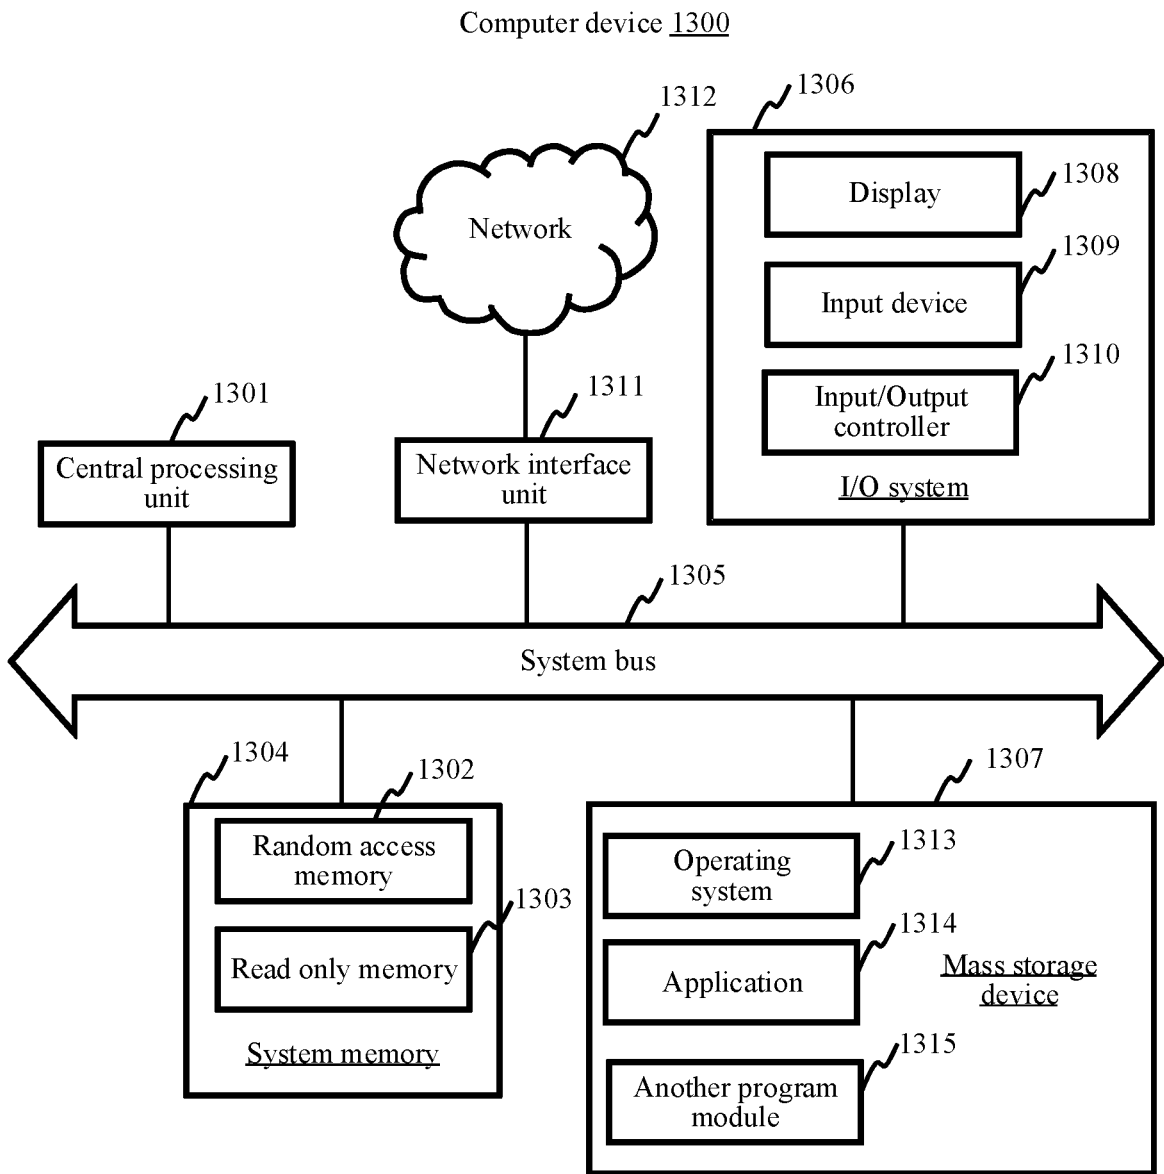 Computer device 1300
1312
1306
Network
Display
1308
Input device
1309
Input/Output
controller
1310
I/O system
1301
Central processing
unit
1311
Network interface
unit
1305
System bus
1304
1302
Random access
memory
1303
Read only memory
System memory
1307
1313
Operating
system
1314
Application
Mass storage
device
1315
Another program
module